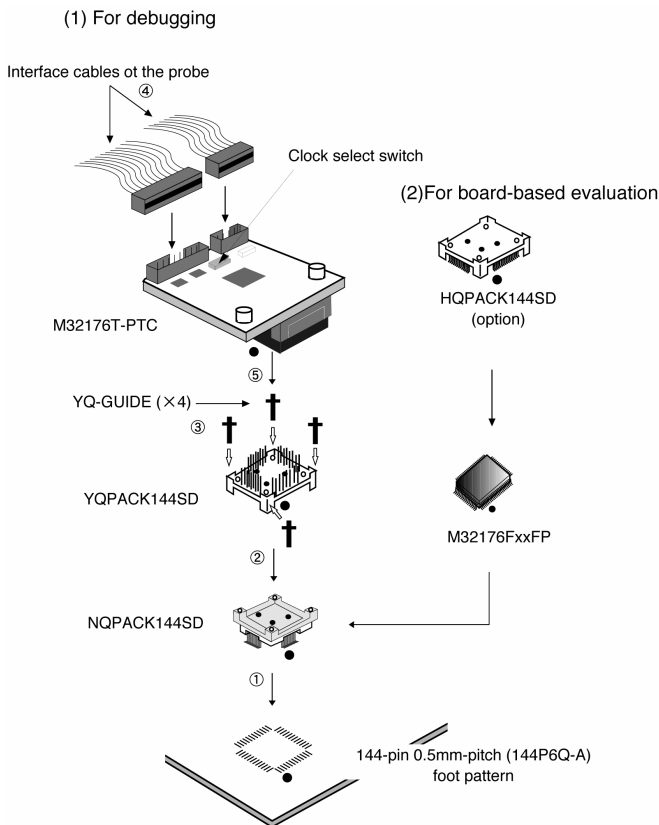 (1) For debugging
Interface cables ot the probe
④
Clock select switch
(2)For board-based evaluation
HQPACK144SD
(option)
M32176T-PTC
⑤
YQ-GUIDE (×4)
③
YQPACK144SD
M32176FxxFP
②
NQPACK144SD
①
144-pin 0.5mm-pitch (144P6Q-A)
foot pattern